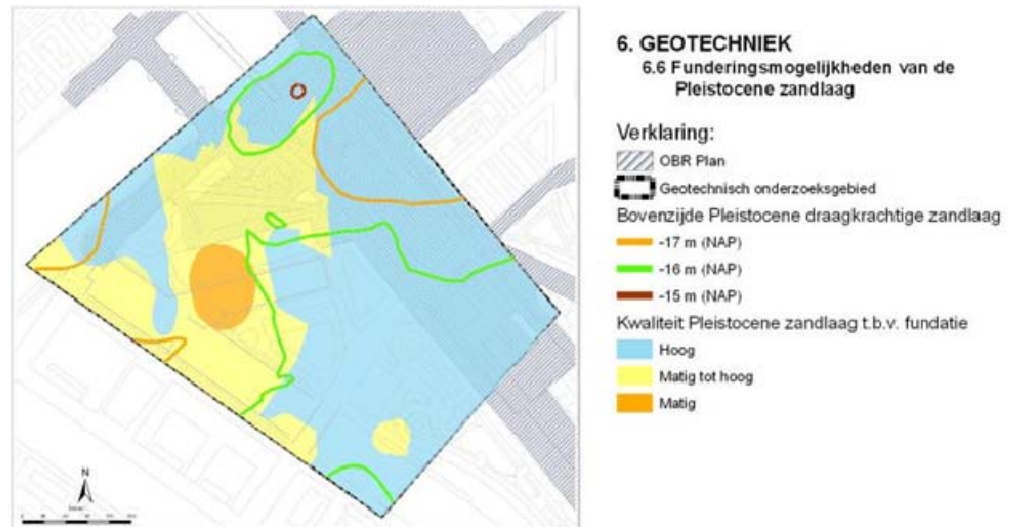 6. GEOTECHNIEK
6.6 Funderingsmogelijkheden van de
Pleistocene zandlaag
Verklaring:
OBR Plan
Geotechnisch onderzoeksgebied
Bovenzijde Pleistocene draagkrachtige zandlaag
-17 m (NAP)
-16 m (NAP)
-15 m (NAP)
Kwaliteit Pleistocene zandlaag t.b.v. fundatie
Hoog
Matig tot hoog
Matig
N